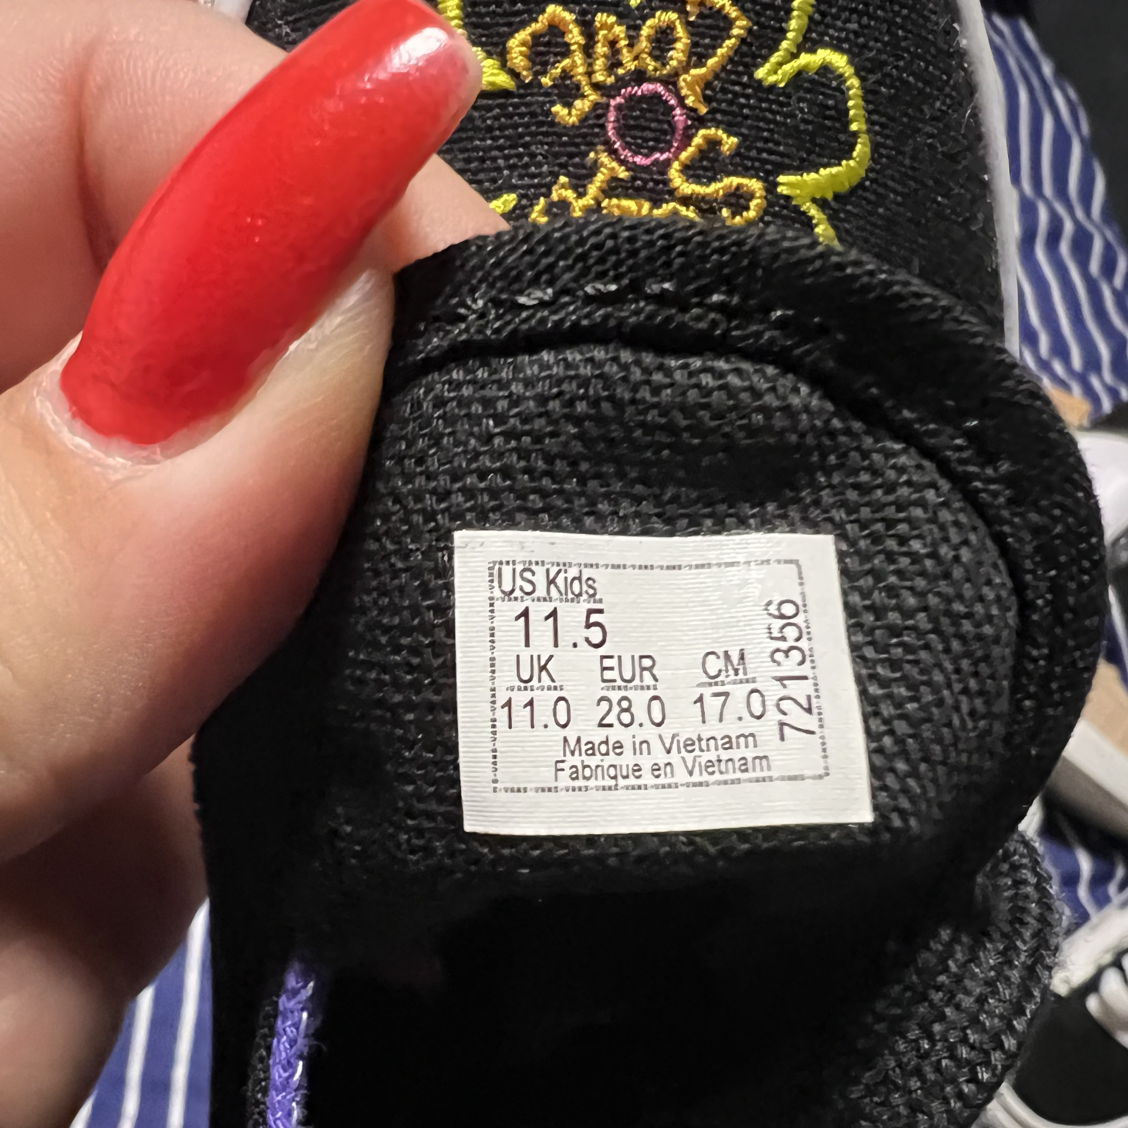 good
US Kids
11.5
UK EUR CM
11.0 28.0 17.0
Made in Vietnam
Fabrique en Vietnam
721356